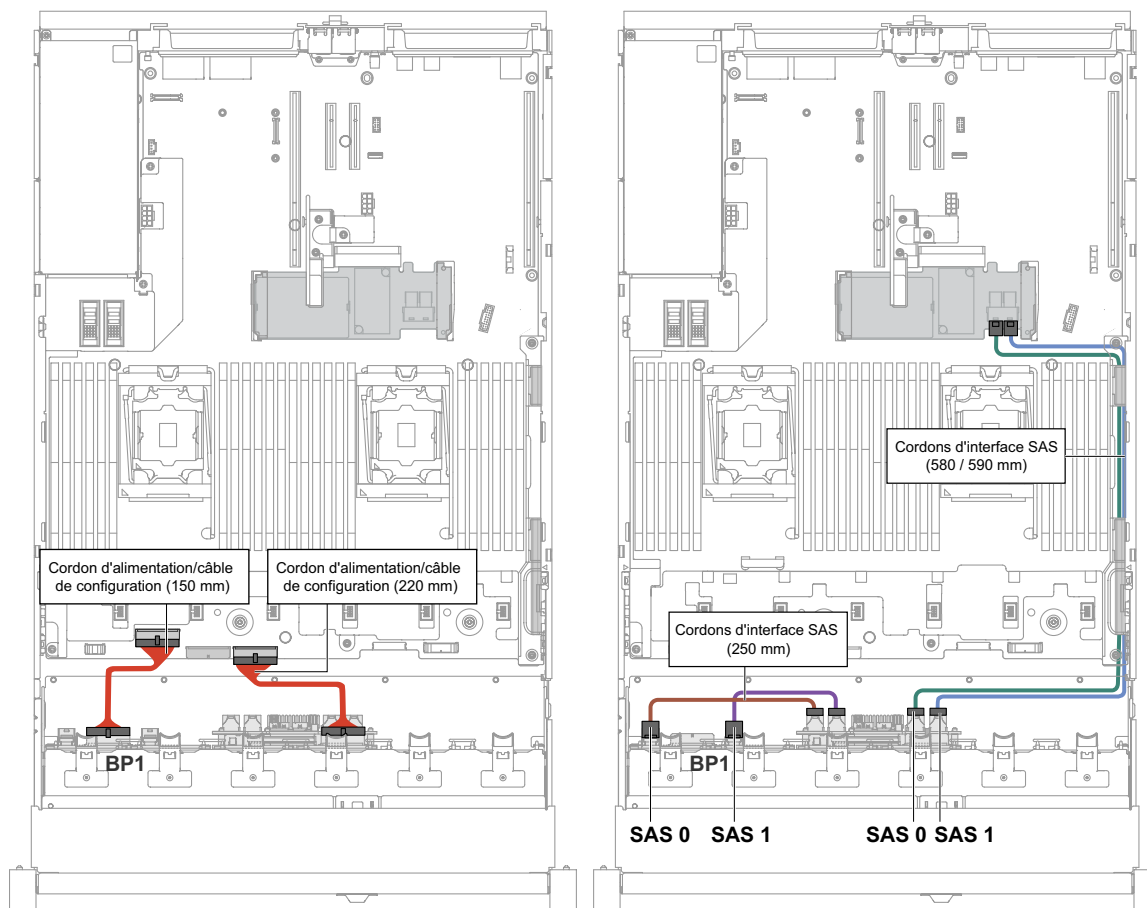 Cordon d'alimentation/câble
de configuration (150 mm)
Cordon d'alimentation/câble
de configuration (220 mm)
BP1
Cordons d'interface SAS
(580 / 590 mm)
Cordons d'interface SAS
(250 mm)
BP1
SAS 0 SAS 1 SAS 0 SAS 1